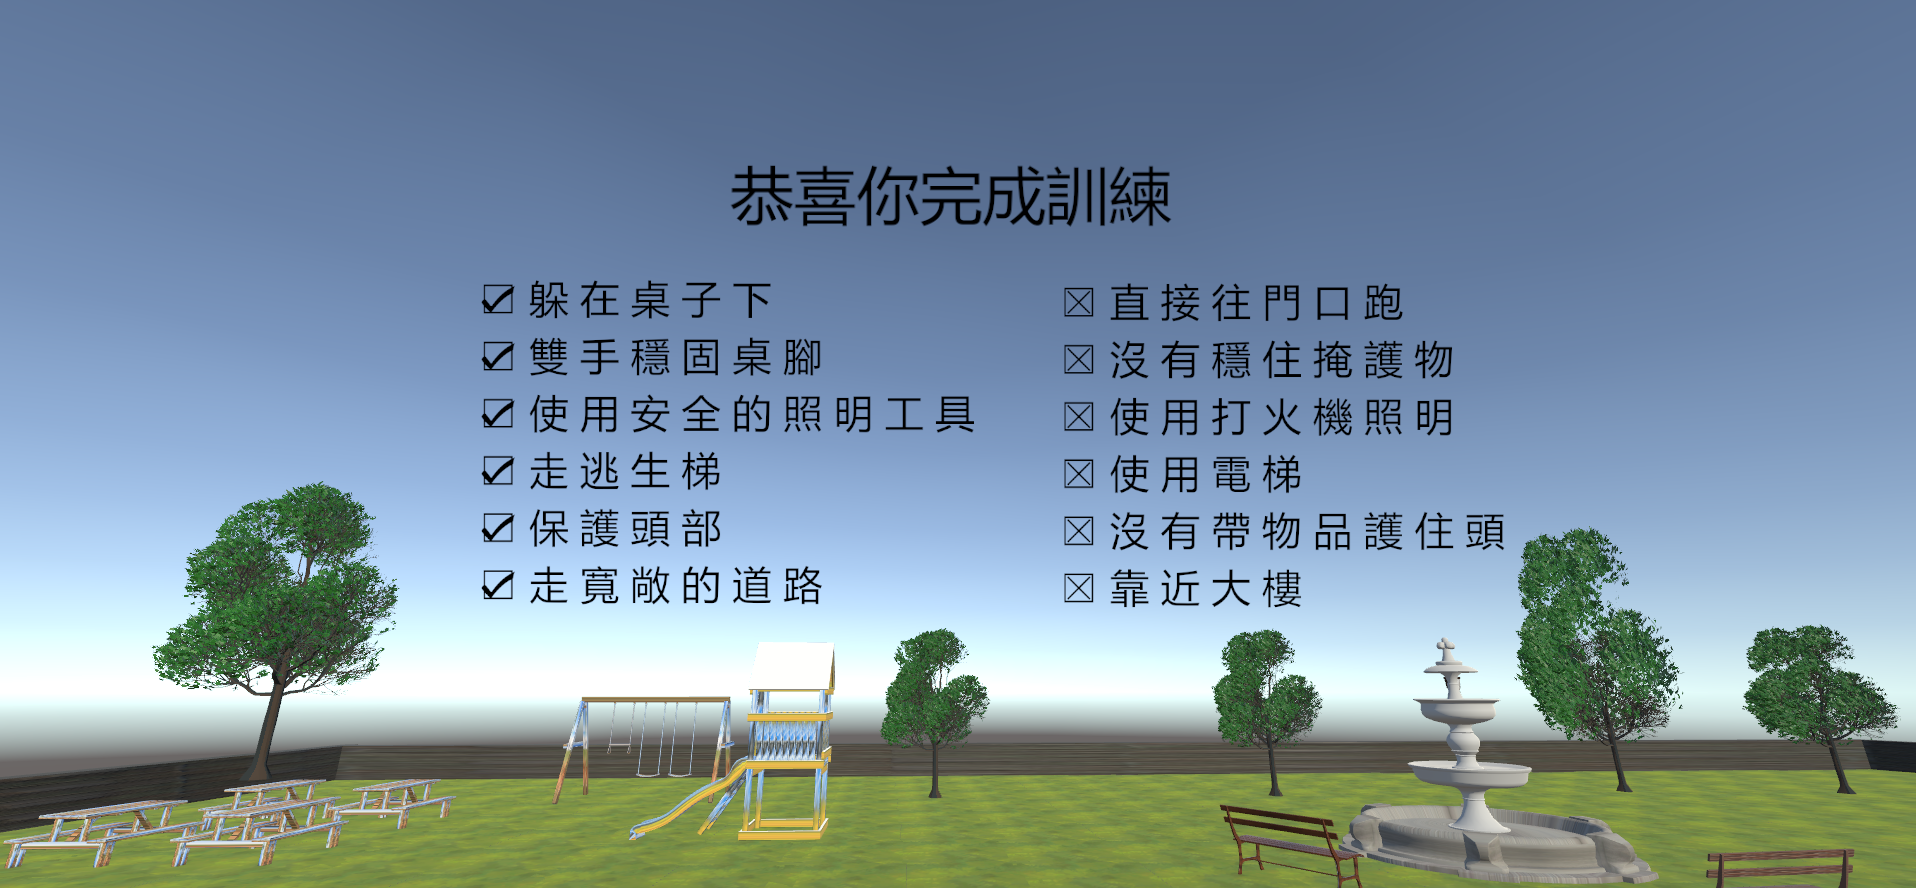 恭喜你完成訓練
☑ 躲在桌子下
☑ 雙手穩固桌腳
☑ 使用安全的照明工具
☑ 走逃生梯
☑ 保護頭部
☑ 走寬敞的道路
☒ 直接往門口跑
☒ 沒有穩住掩護物
☒ 使用打火機照明
☒ 使用電梯
☒ 沒有帶物品護住頭
☒ 靠近大樓